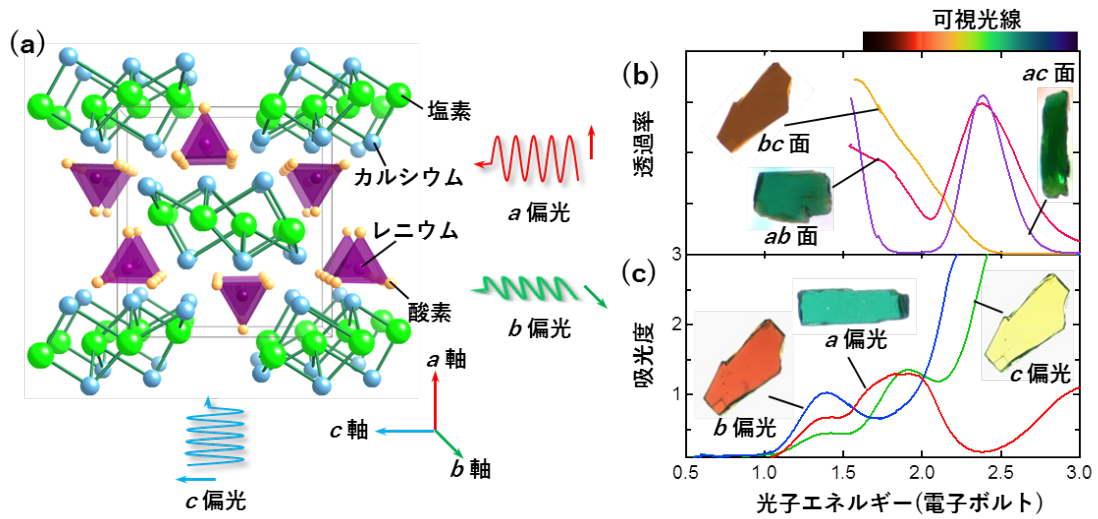 (a)
塩素
カルシウム
レニウム
酸素
a 偏光
b 偏光
c 偏光
a 軸
c 軸
b 軸
可視光線
(b)
透過率
bc 面
ab 面
ac 面
3
(c)
吸光度
2
1
b 偏光
a 偏光
c 偏光
0.5 1.0 1.5 2.0 2.5 3.0
光子エネルギー(電子ボルト)